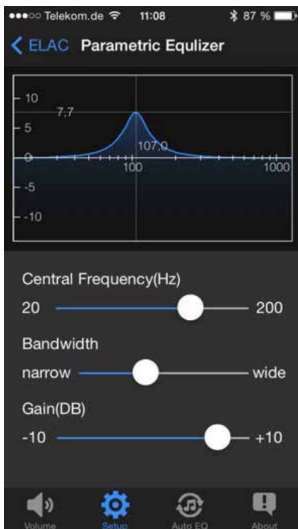 Telekom.de 11:08 87 %
ELAC Parametric Equlizer
10
7,7
5
107,0
0
100 1000
-5
-10
Central Frequency(Hz)
20 200
Bandwidth
narrow wide
Gain(DB)
-10 +10
Volume Setup Auto EQ About